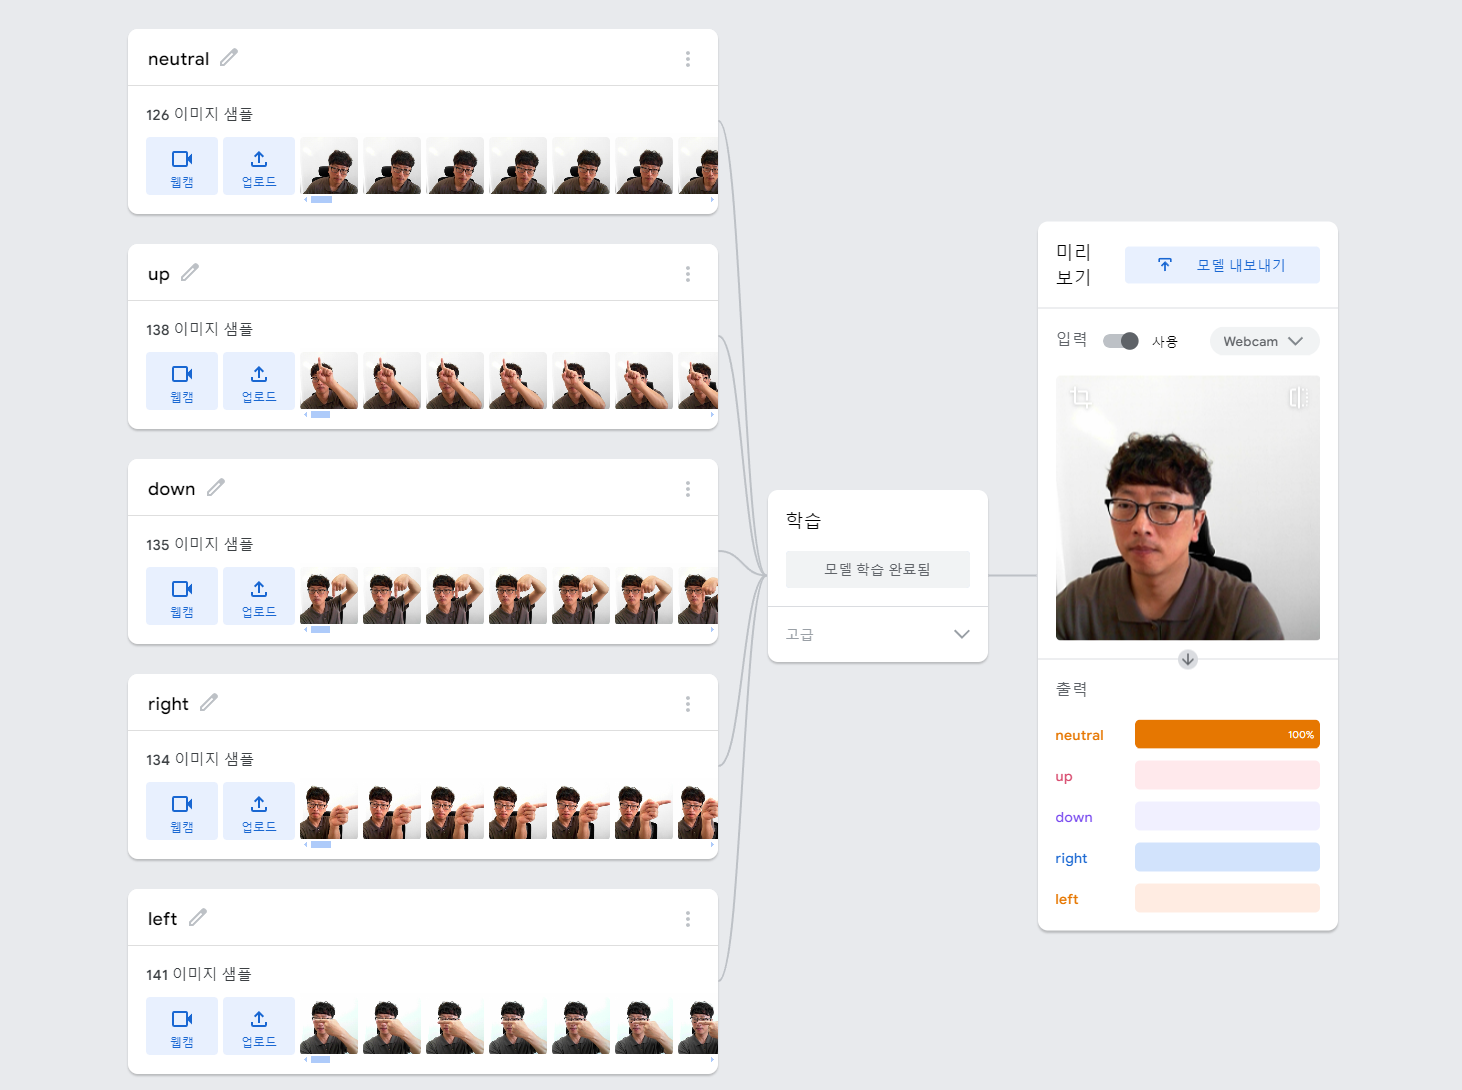 neutral
126 이미지 샘플
웹캠
업로드
up
138 이미지 샘플
웹캠
업로드
down
135 이미지 샘플
웹캠
업로드
right
134 이미지 샘플
웹캠
업로드
left
141 이미지 샘플
웹캠
업로드
학습
모델 학습 완료됨
고급
미리
보기
모델 내보내기
입력
사용
Webcam
출력
neutral 100%
up
down
right
left